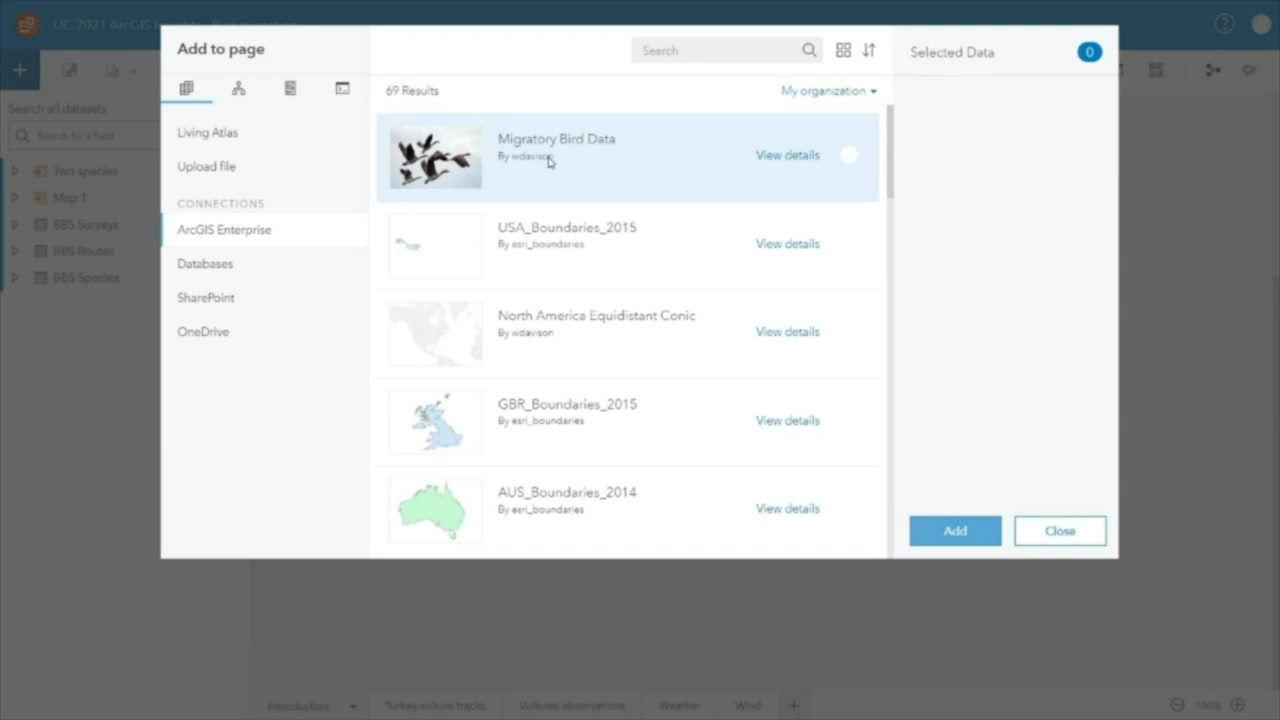 UC 2021 ArcGIS Insights - Bird migration
Search all datasets
Search for a field
Two species
Map 1
BBS Surveys
BBS Routes
BBS Species
Add to page
Living Atlas
Upload file
CONNECTIONS
ArcGIS Enterprise
Databases
SharePoint
OneDrive
Search
69 Results
My organization
Migratory Bird Data
By wdavison
View details
USA_Boundaries_2015
By esri_boundaries
View details
North America Equidistant Conic
By wdavison
View details
GBR_Boundaries_2015
By esri_boundaries
View details
AUS_Boundaries_2014
By esri_boundaries
View details
Selected Data
0
Add
Close
Introduction
Turkey vulture tracks
Vultures observations
Weather
Wind
100%